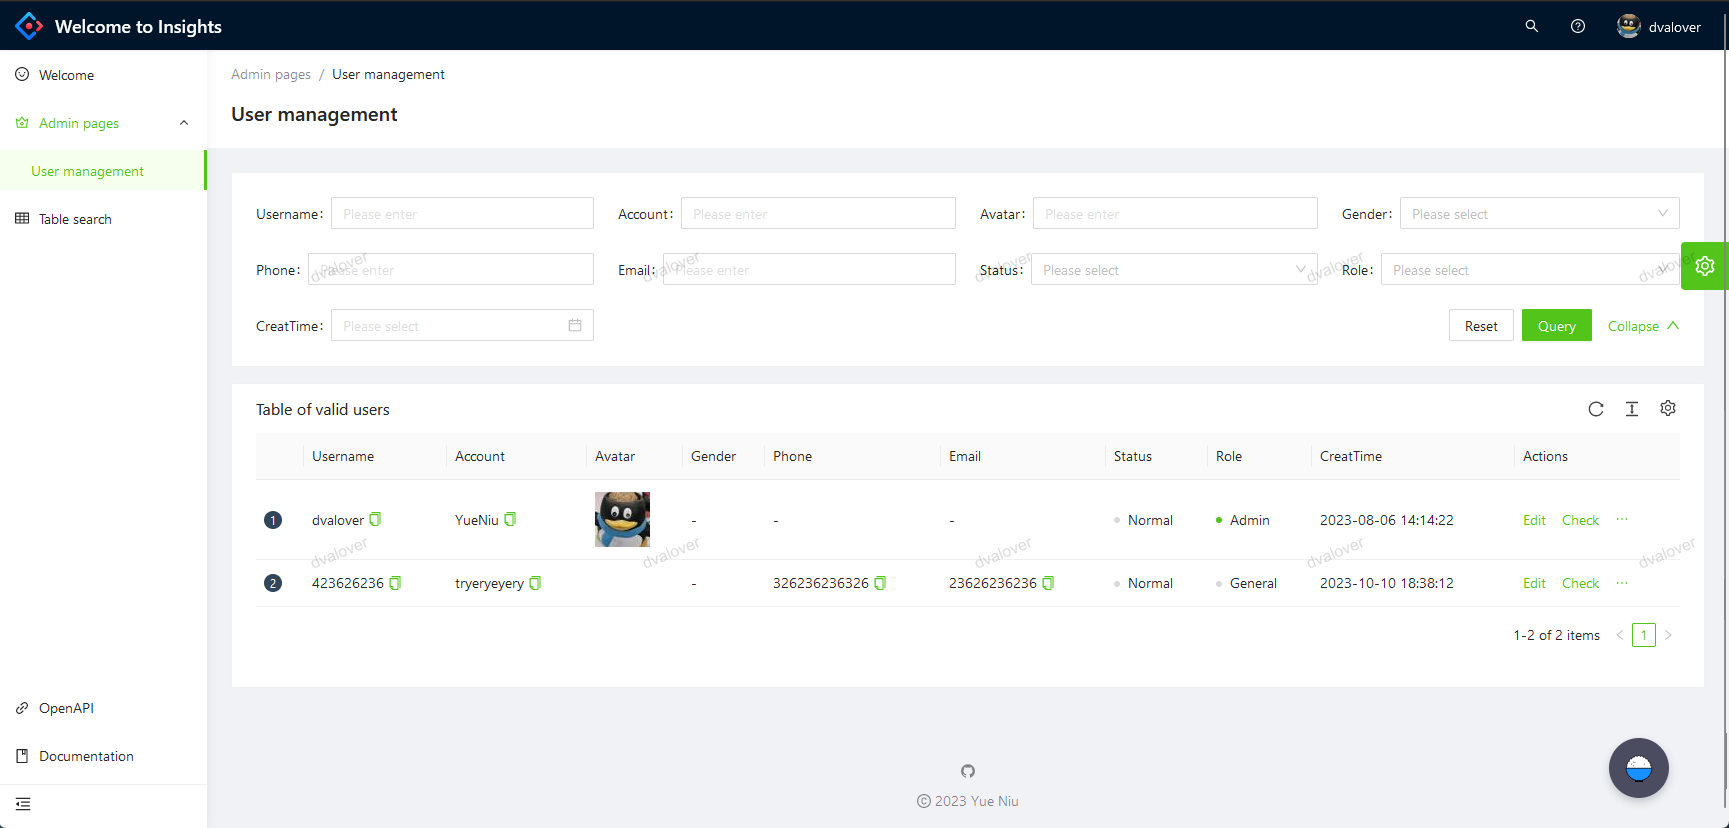 Welcome to Insights
dvalover
Welcome
Admin pages
User management
Table search
OpenAPI
Documentation
Admin pages / User management
User management
Username: Please enter
Account: Please enter
Avatar: Please enter
Gender: Please select
Phone: Please enter
Email: Please enter
Status: Please select
Role: Please select
CreatTime: Please select
Reset
Query
Collapse
dvalover dvalover dvalover dvalover dvalover
Table of valid users
Username Account Avatar Gender Phone Email Status Role CreatTime Actions
1 dvalover YueNiu - - - Normal Admin 2023-08-06 14:14:22 Edit Check ···
dvalover dvalover dvalover dvalover dvalover
2 423626236 tryeryeyery - 326236236326 23626236236 Normal General 2023-10-10 18:38:12 Edit Check ···
1-2 of 2 items < 1 >
© 2023 Yue Niu